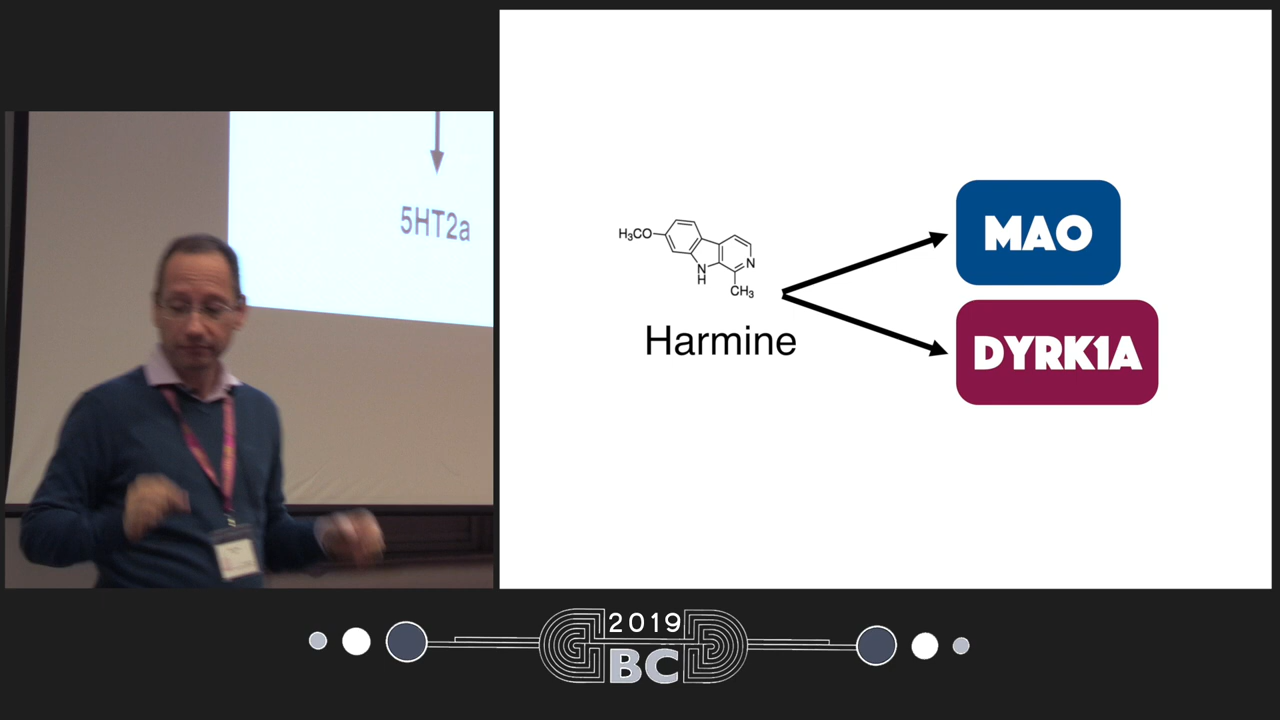 5HT2a
H₃CO
N
H
N
CH₃
Harmine
MAO
DYRK1A
2019
BC